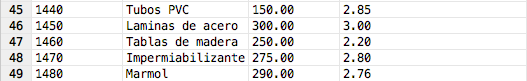 45 1440 Tubos PVC 150.00 2.85
46 1450 Laminas de acero 300.00 3.00
47 1460 Tablas de madera 250.00 2.20
48 1470 Impermiabilizante 275.00 2.80
49 1480 Marmol 290.00 2.76